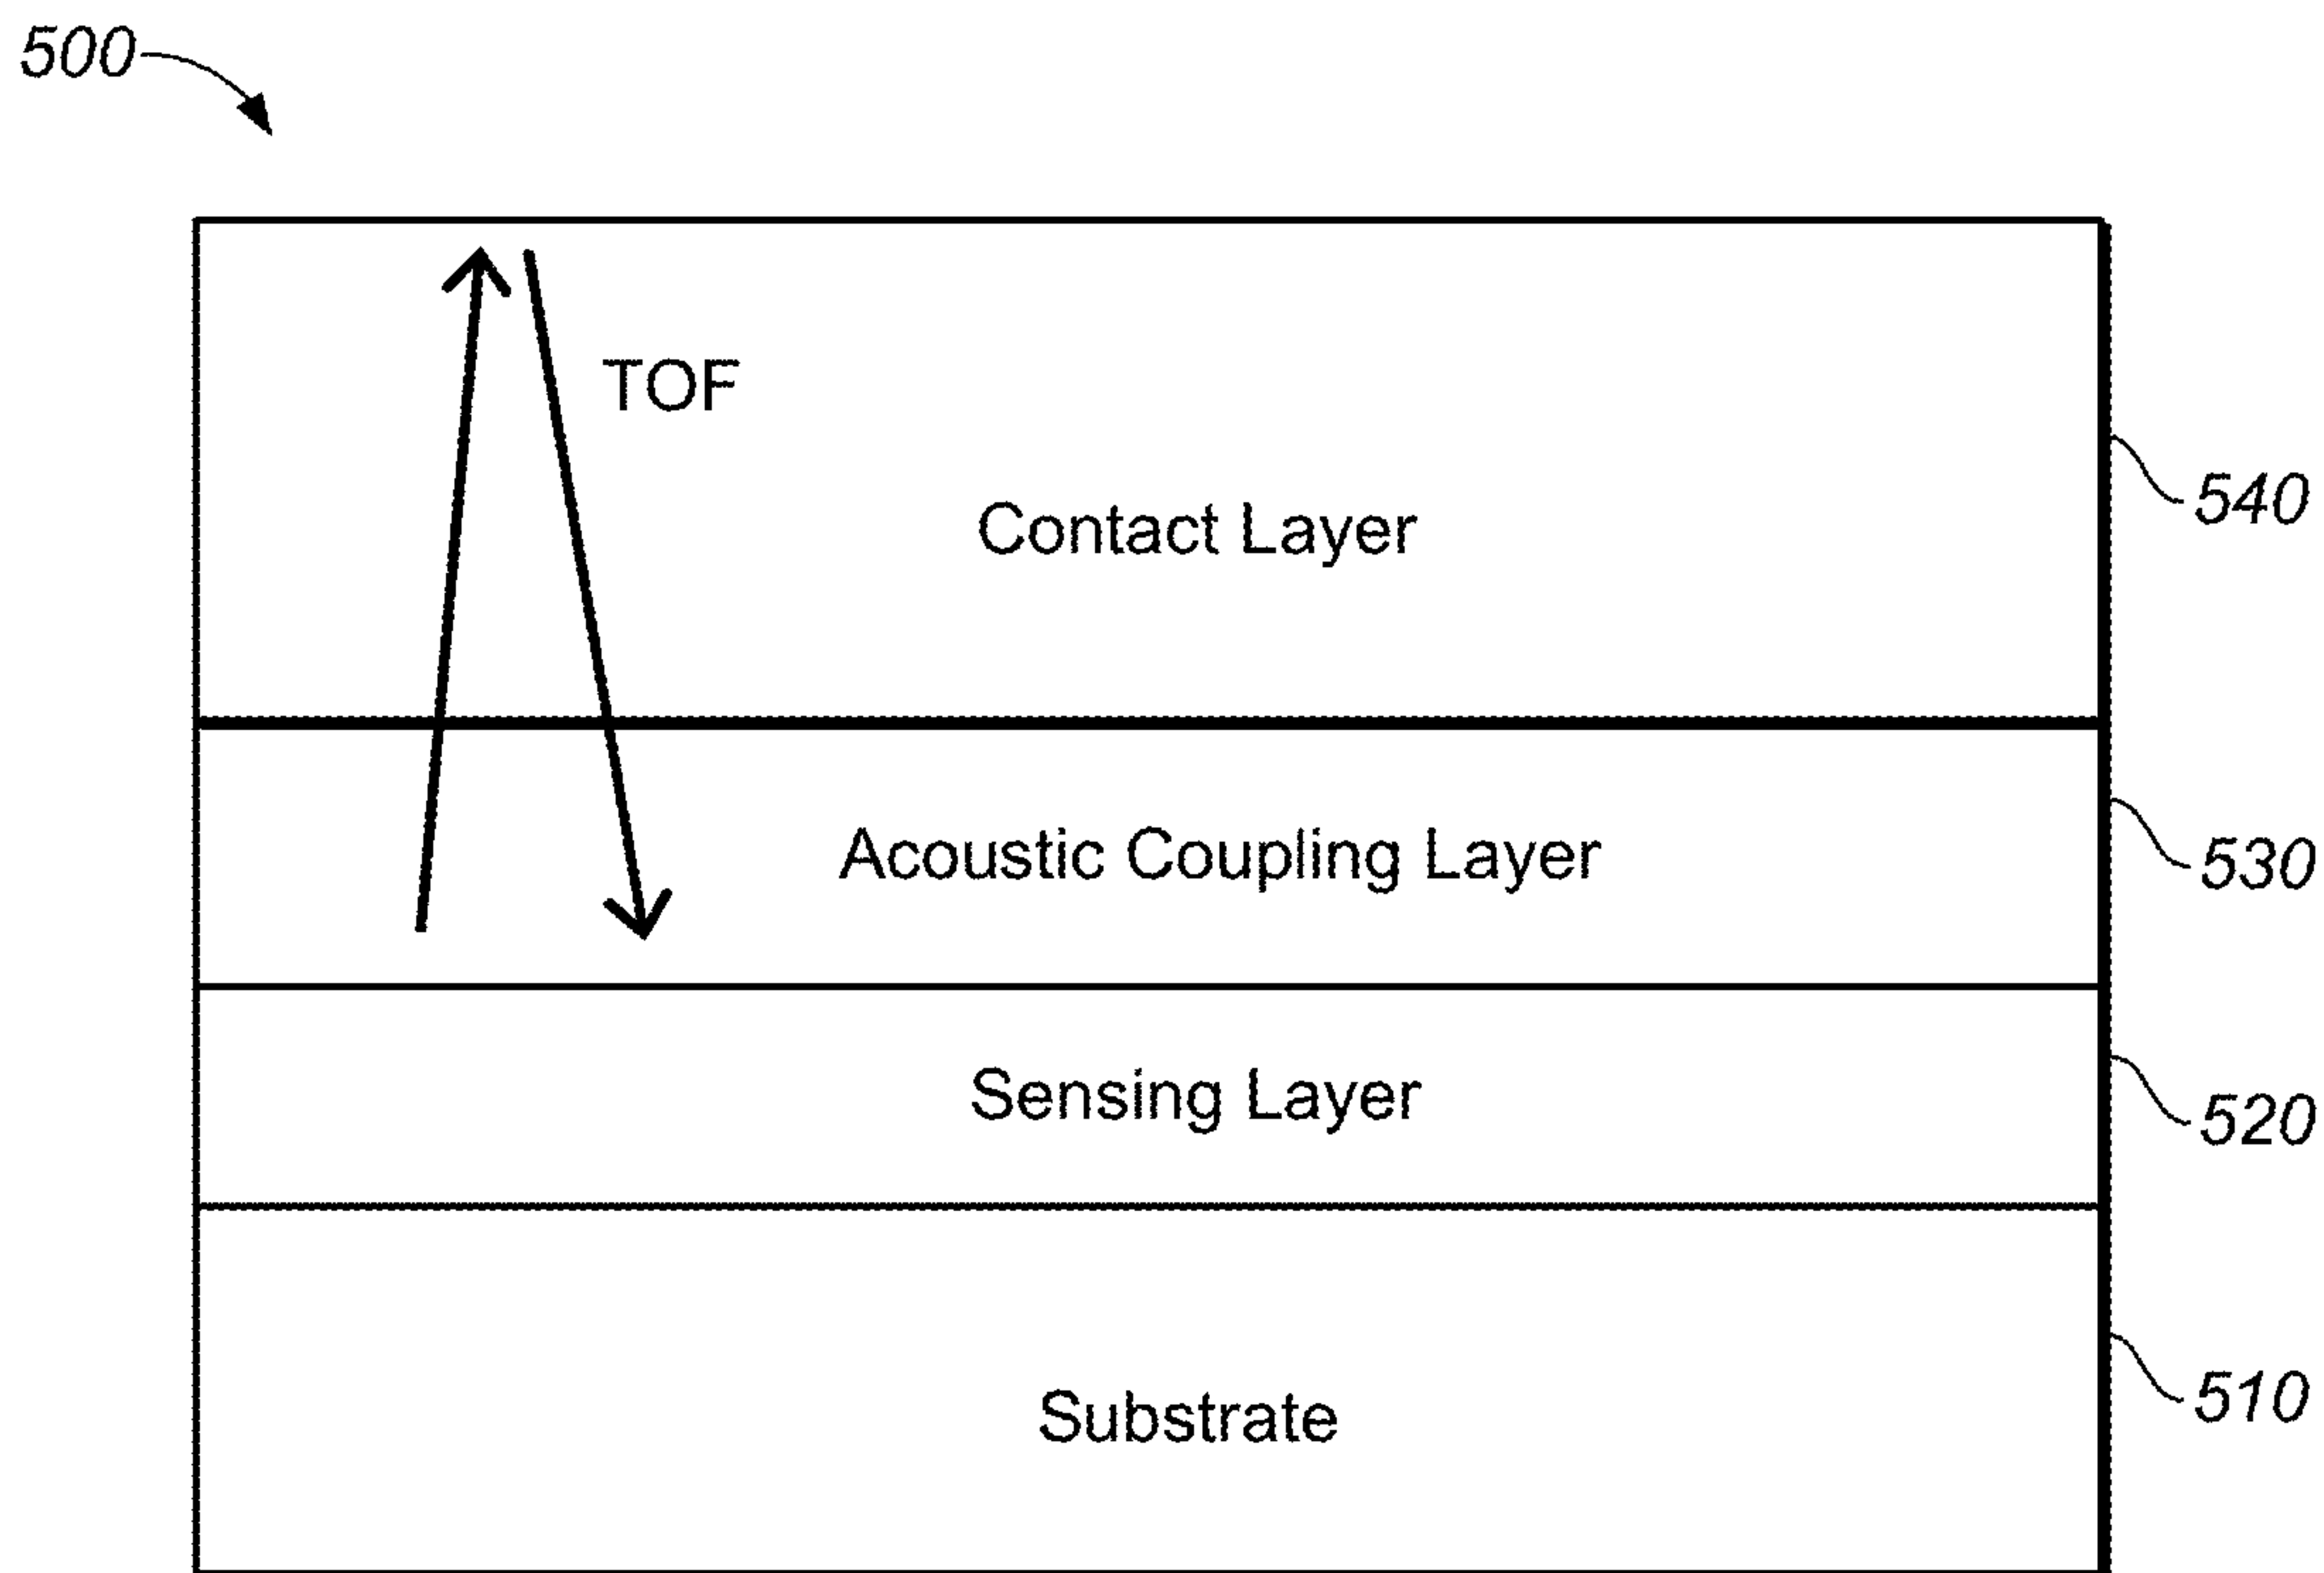 500
TOF
Contact Layer
540
Acoustic Coupling Layer
530
Sensing Layer
520
Substrate
510